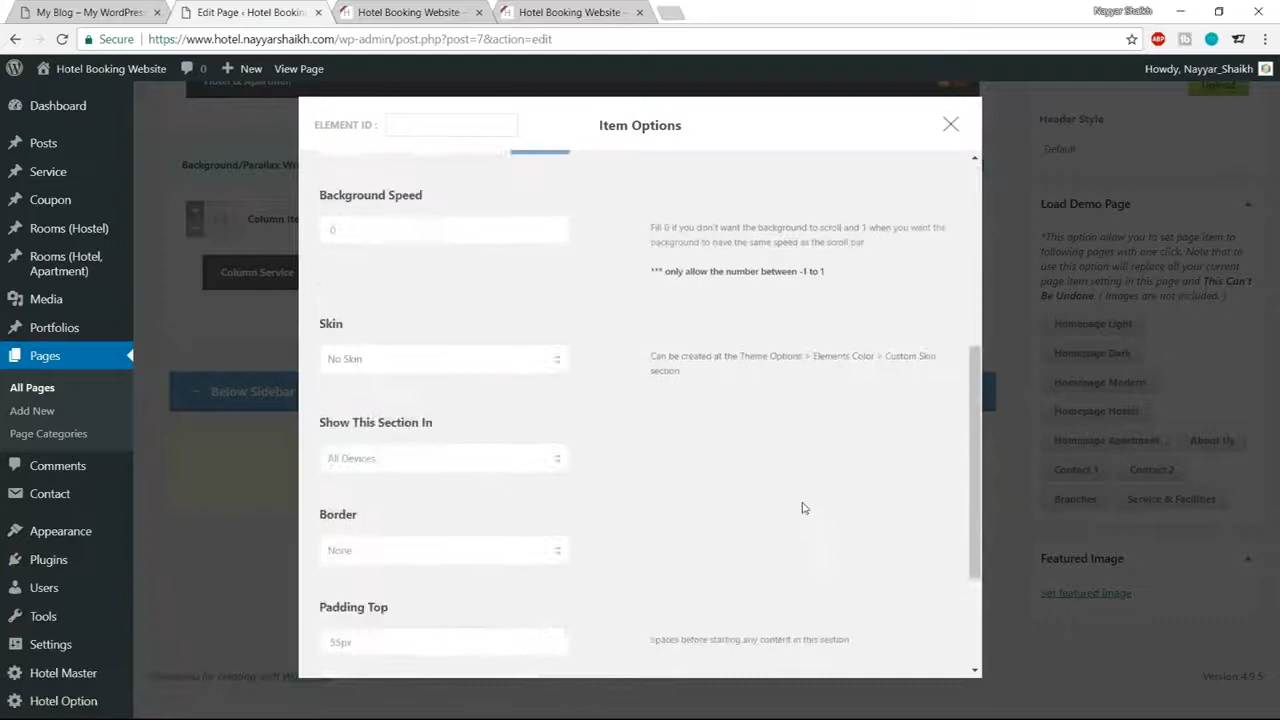 My Blog – My WordPress
Edit Page ‹ Hotel Booking
Hotel Booking Website –
Hotel Booking Website –
Nayyar Shaikh
Secure
https://www.hotel.nayyarshaikh.com/wp-admin/post.php?post=7&action=edit
ABP
Hotel Booking Website
0
New
View Page
Howdy, Nayyar_Shaikh
Dashboard
Posts
Service
Coupon
Rooms (Hostel)
Rooms (Hotel,
Apartment)
Media
Portfolios
Pages
All Pages
Add New
Page Categories
Comments
Contact
Appearance
Plugins
Users
Tools
Settings
Hotel Master
Hotel Option
Background/Parallax Wr
Column Ite
Column Service
Below Sidebar
ELEMENT ID :
Item Options
Background Speed
0
Fill 0 if you don't want the background to scroll and 1 when you want the
background to have the same speed as the scroll bar
*** only allow the number between -1 to 1
Skin
No Skin
Can be created at the Theme Options > Elements Color > Custom Skin
section
Show This Section In
All Devices
Border
None
Padding Top
55px
Spaces before starting any content in this section
Header Style
Default
Load Demo Page
*This option allow you to set page item to
following pages with one click. Note that to
use this option will replace all your current
page item setting in this page and This Can't
Be Undone. ( Images are not included. )
Homepage Light
Homepage Dark
Homepage Modern
Homepage Hostel
Homepage Apartment
About Us
Contact 1
Contact 2
Branches
Service & Facilities
Featured Image
Set featured image
Version 4.9.5